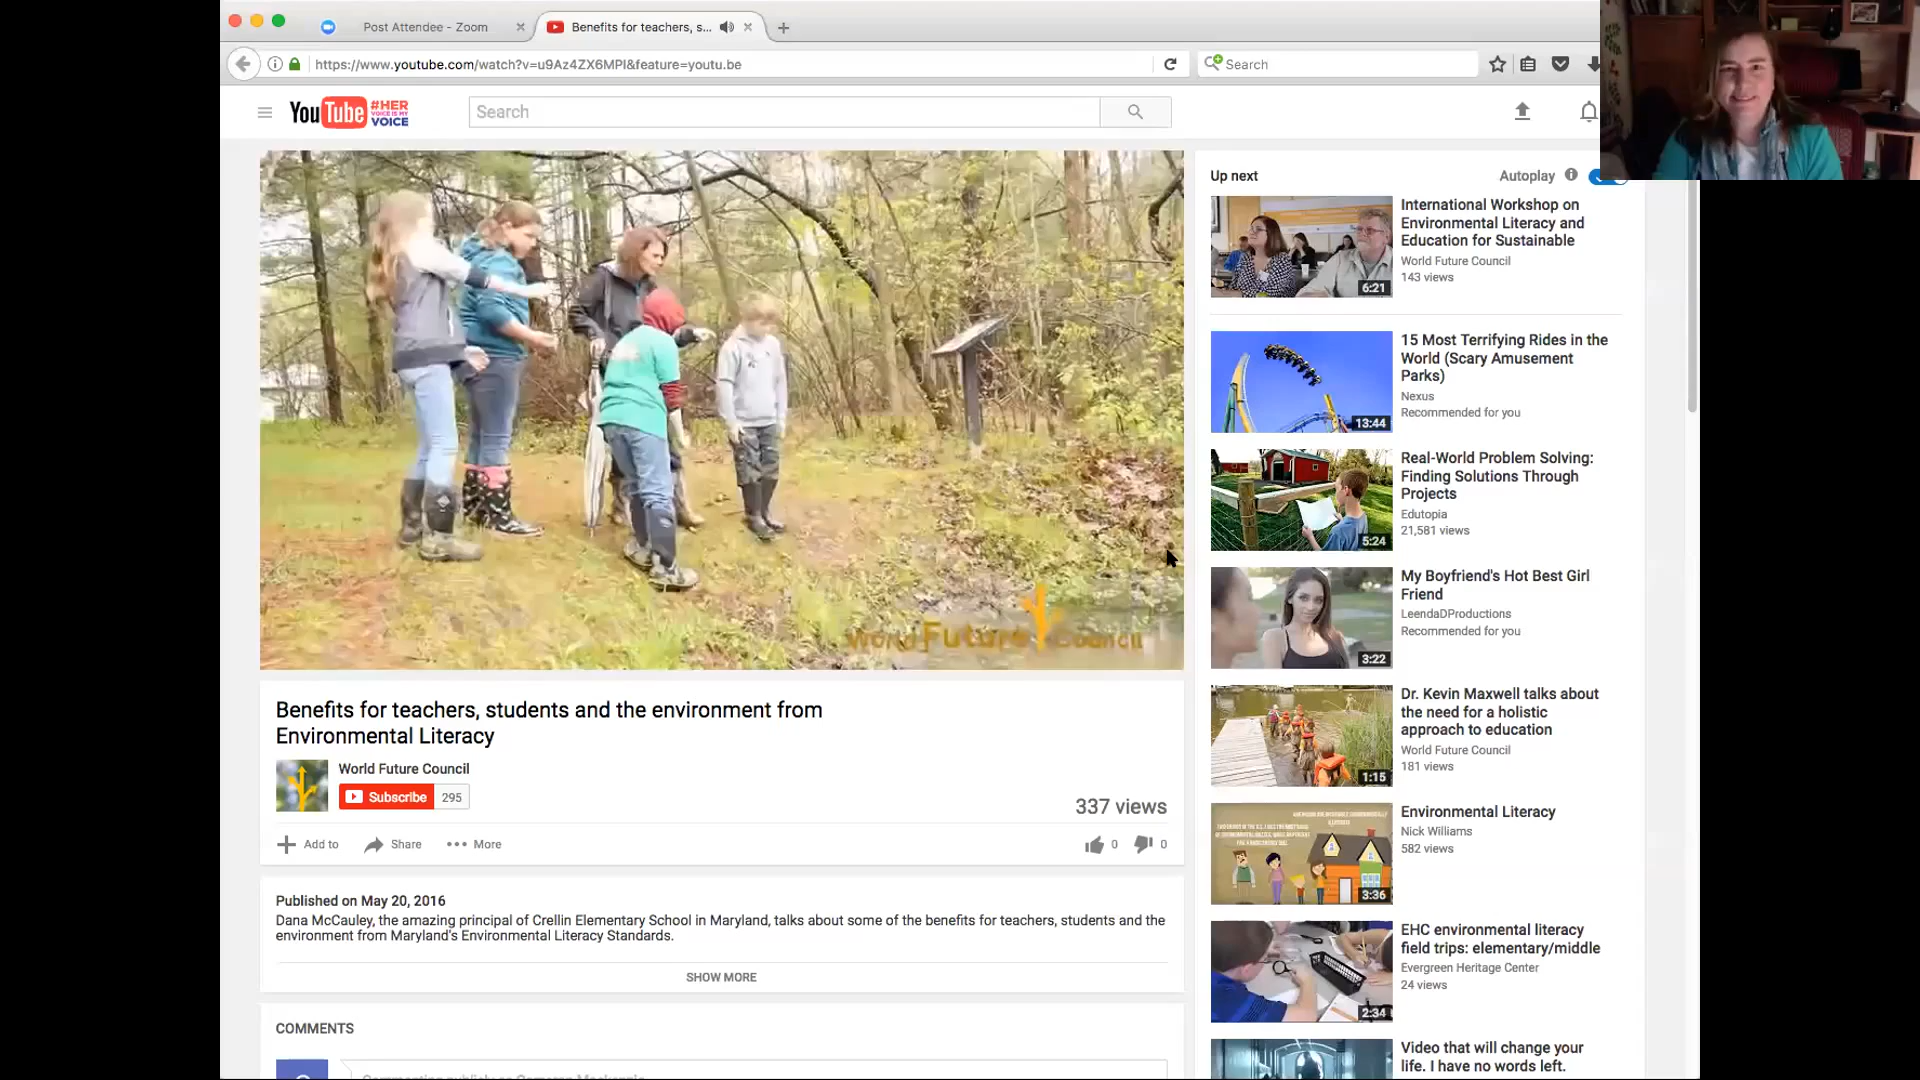 Post Attendee - Zoom
Benefits for teachers, s...
https://www.youtube.com/watch?v=u9Az4ZX6MPI&feature=youtu.be
Search
YouTube
#HER
VOICE IS MY
VOICE
Search
World Future Council
Benefits for teachers, students and the environment from
Environmental Literacy
World Future Council
Subscribe 295
337 views
Add to Share More
0 0
Published on May 20, 2016
Dana McCauley, the amazing principal of Crellin Elementary School in Maryland, talks about some of the benefits for teachers, students and the
environment from Maryland's Environmental Literacy Standards.
SHOW MORE
COMMENTS
Up next
Autoplay
International Workshop on
Environmental Literacy and
Education for Sustainable
World Future Council
143 views
6:21
15 Most Terrifying Rides in the
World (Scary Amusement
Parks)
Nexus
Recommended for you
13:44
Real-World Problem Solving:
Finding Solutions Through
Projects
Edutopia
21,581 views
5:24
My Boyfriend's Hot Best Girl
Friend
LeendaDProductions
Recommended for you
3:22
Dr. Kevin Maxwell talks about
the need for a holistic
approach to education
World Future Council
181 views
1:15
Environmental Literacy
Nick Williams
582 views
3:36
EHC environmental literacy
field trips: elementary/middle
Evergreen Heritage Center
24 views
2:34
Video that will change your
life. I have no words left.